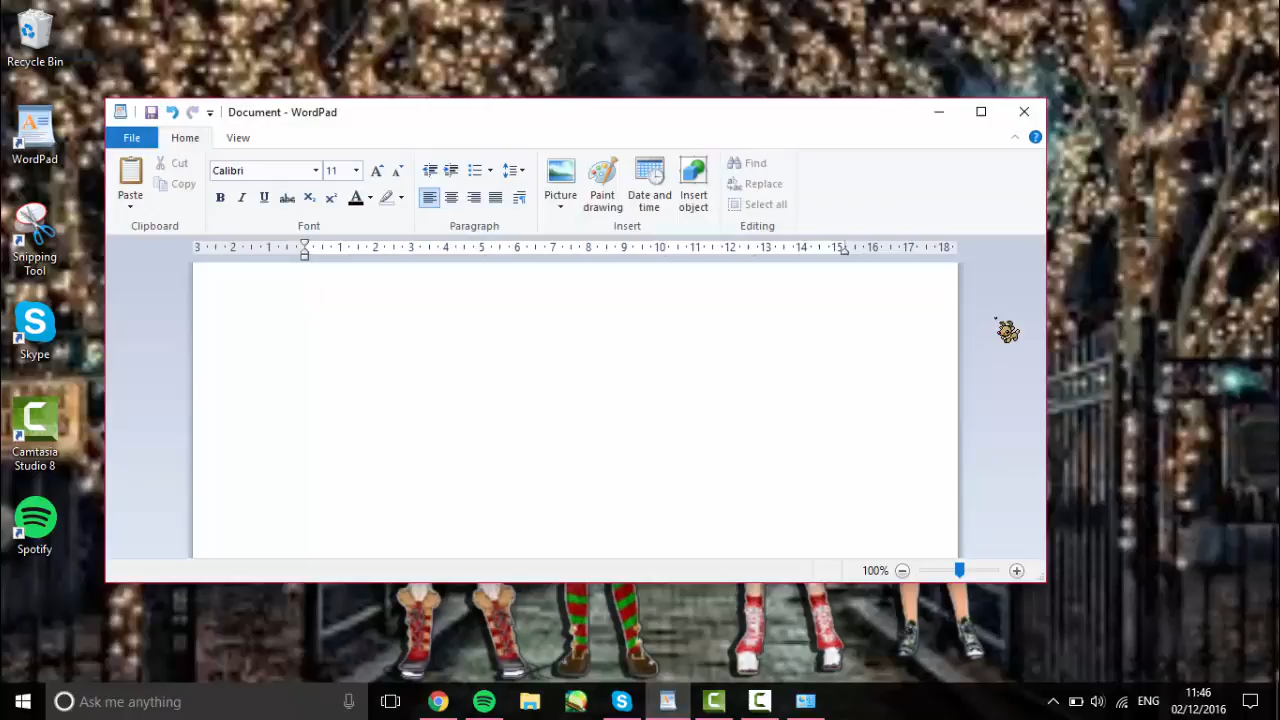 Recycle Bin
WordPad
Snipping
Tool
Skype
Camtasia
Studio 8
Spotify
Document - WordPad
File Home View
Paste
Cut
Copy
Clipboard
Calibri 11
B I U abc X₂ X²
A
Font
Paragraph
Picture
Paint
drawing
Date and
time
Insert
object
Insert
Find
Replace
Select all
Editing
3 2 1 1 2 3 4 5 6 7 8 9 10 11 12 13 14 15 16 17 18
100%
Ask me anything
ENG
11:46
02/12/2016